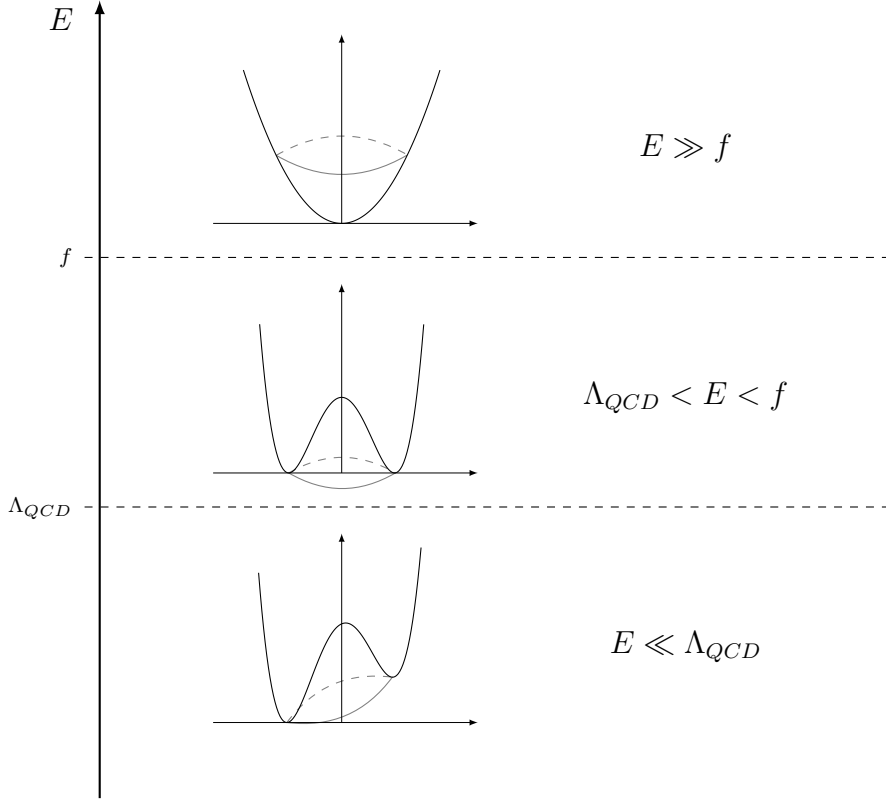 E
E ≫ f
f
Λ_{QCD} < E < f
Λ_{QCD}
E ≪ Λ_{QCD}